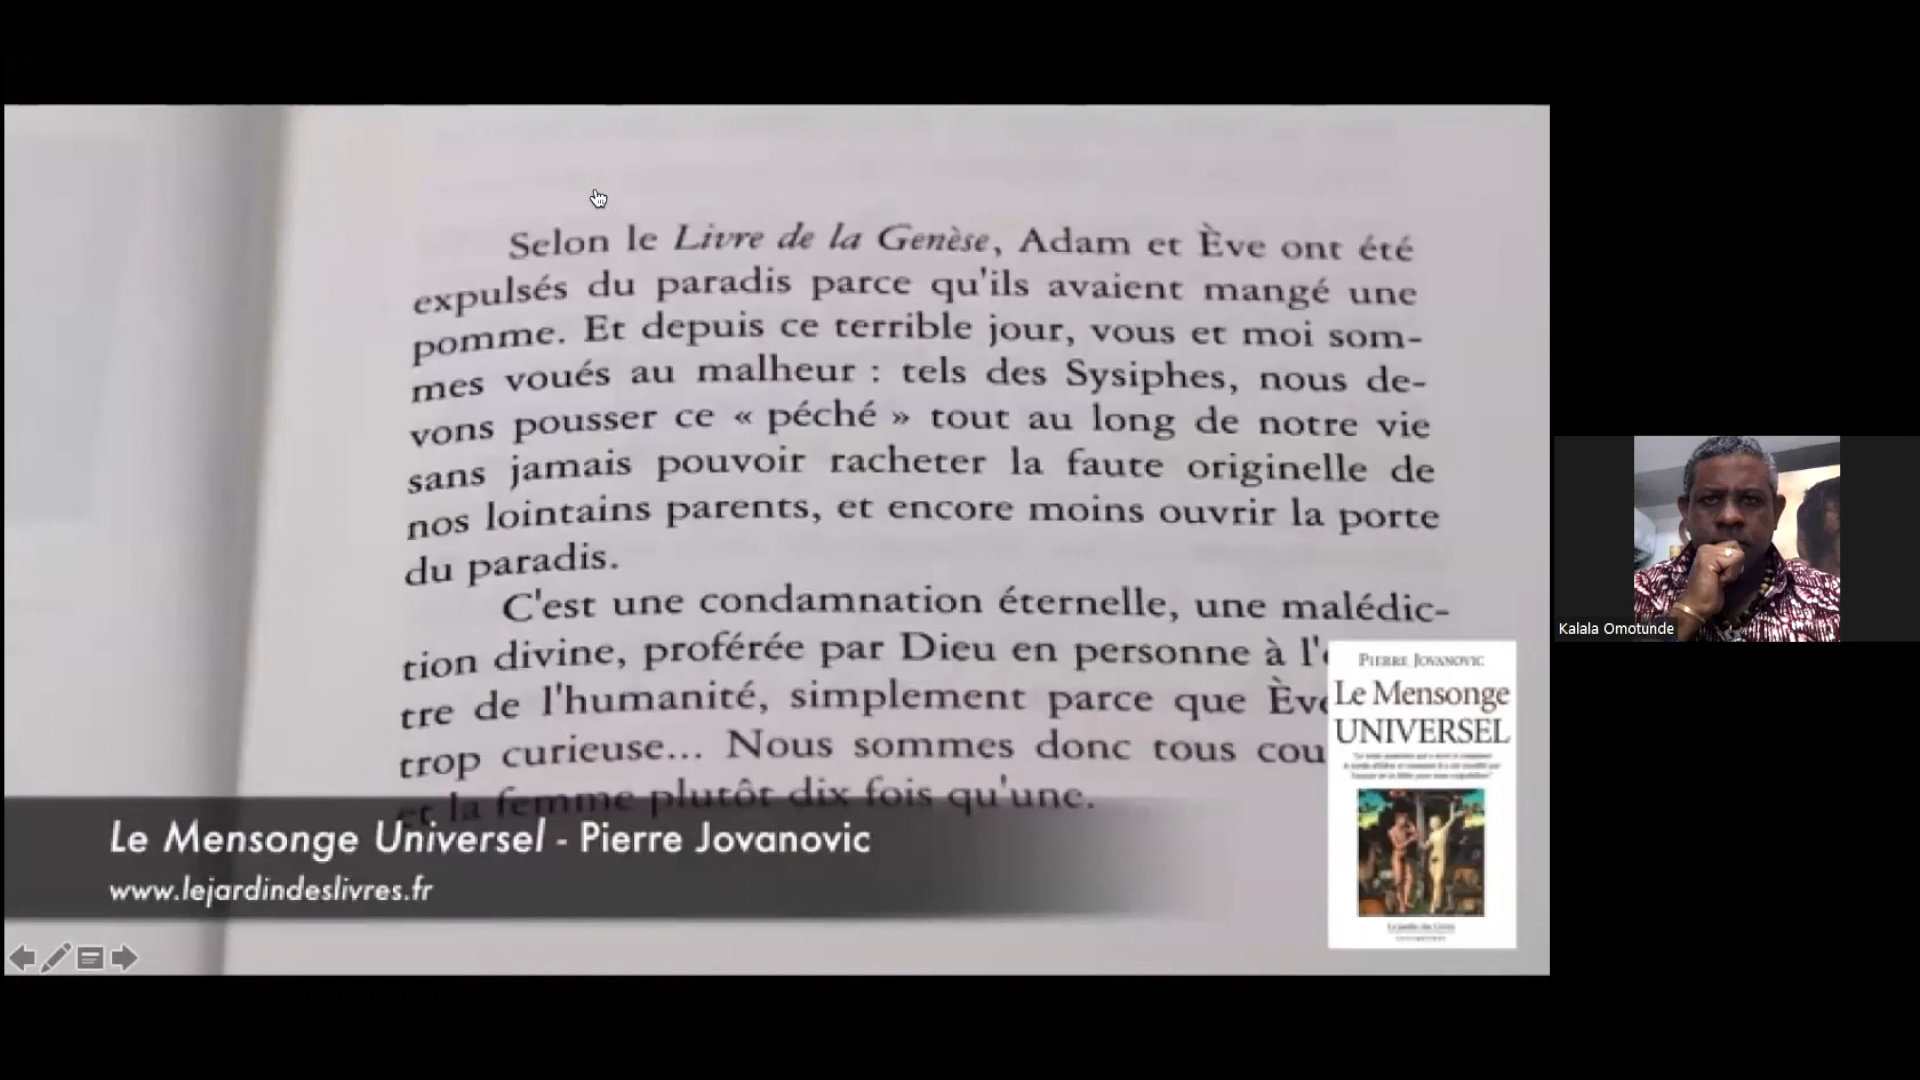 Selon le Livre de la Genèse, Adam et Ève ont été
expulsés du paradis parce qu'ils avaient mangé une
pomme. Et depuis ce terrible jour, vous et moi som-
mes voués au malheur : tels des Sysiphes, nous de-
vons pousser ce « péché » tout au long de notre vie
sans jamais pouvoir racheter la faute originelle de
nos lointains parents, et encore moins ouvrir la porte
du paradis.
C'est une condamnation éternelle, une malédic-
tion divine, proférée par Dieu en personne à l'
tre de l'humanité, simplement parce que Ève
trop curieuse... Nous sommes donc tous cou
et la femme plutôt dix fois qu'une.
Le Mensonge Universel - Pierre Jovanovic
www.lejardindeslivres.fr
PIERRE JOVANOVIC
Le Mensonge
UNIVERSEL
Kalala Omotunde